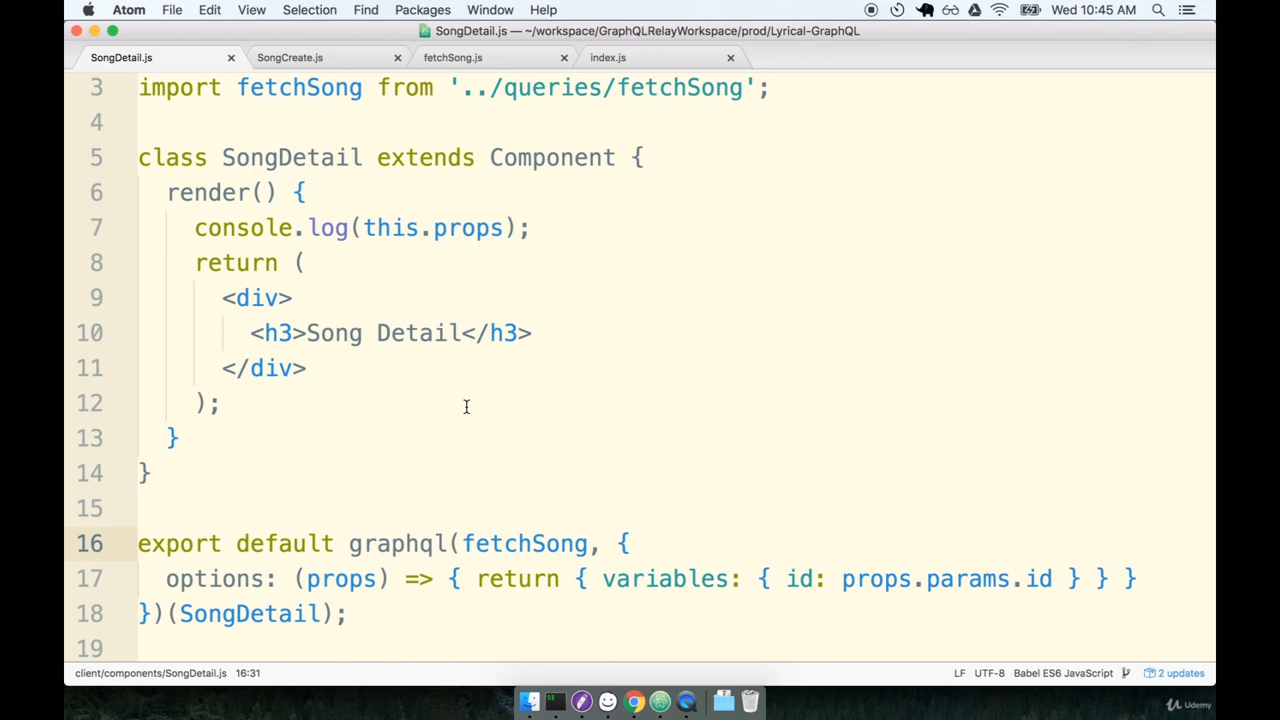 Atom File Edit View Selection Find Packages Window Help Wed 10:45 AM
SongDetail.js — ~/workspace/GraphQLRelayWorkspace/prod/Lyrical-GraphQL
SongDetail.js SongCreate.js fetchSong.js index.js
3 import fetchSong from '../queries/fetchSong';
4
5 class SongDetail extends Component {
6 render() {
7 console.log(this.props);
8 return (
9 <div>
10 <h3>Song Detail</h3>
11 </div>
12 );
13 }
14 }
15
16 export default graphql(fetchSong, {
17 options: (props) => { return { variables: { id: props.params.id } } }
18 })(SongDetail);
19
client/components/SongDetail.js 16:31 LF UTF-8 Babel ES6 JavaScript 2 updates
Udemy